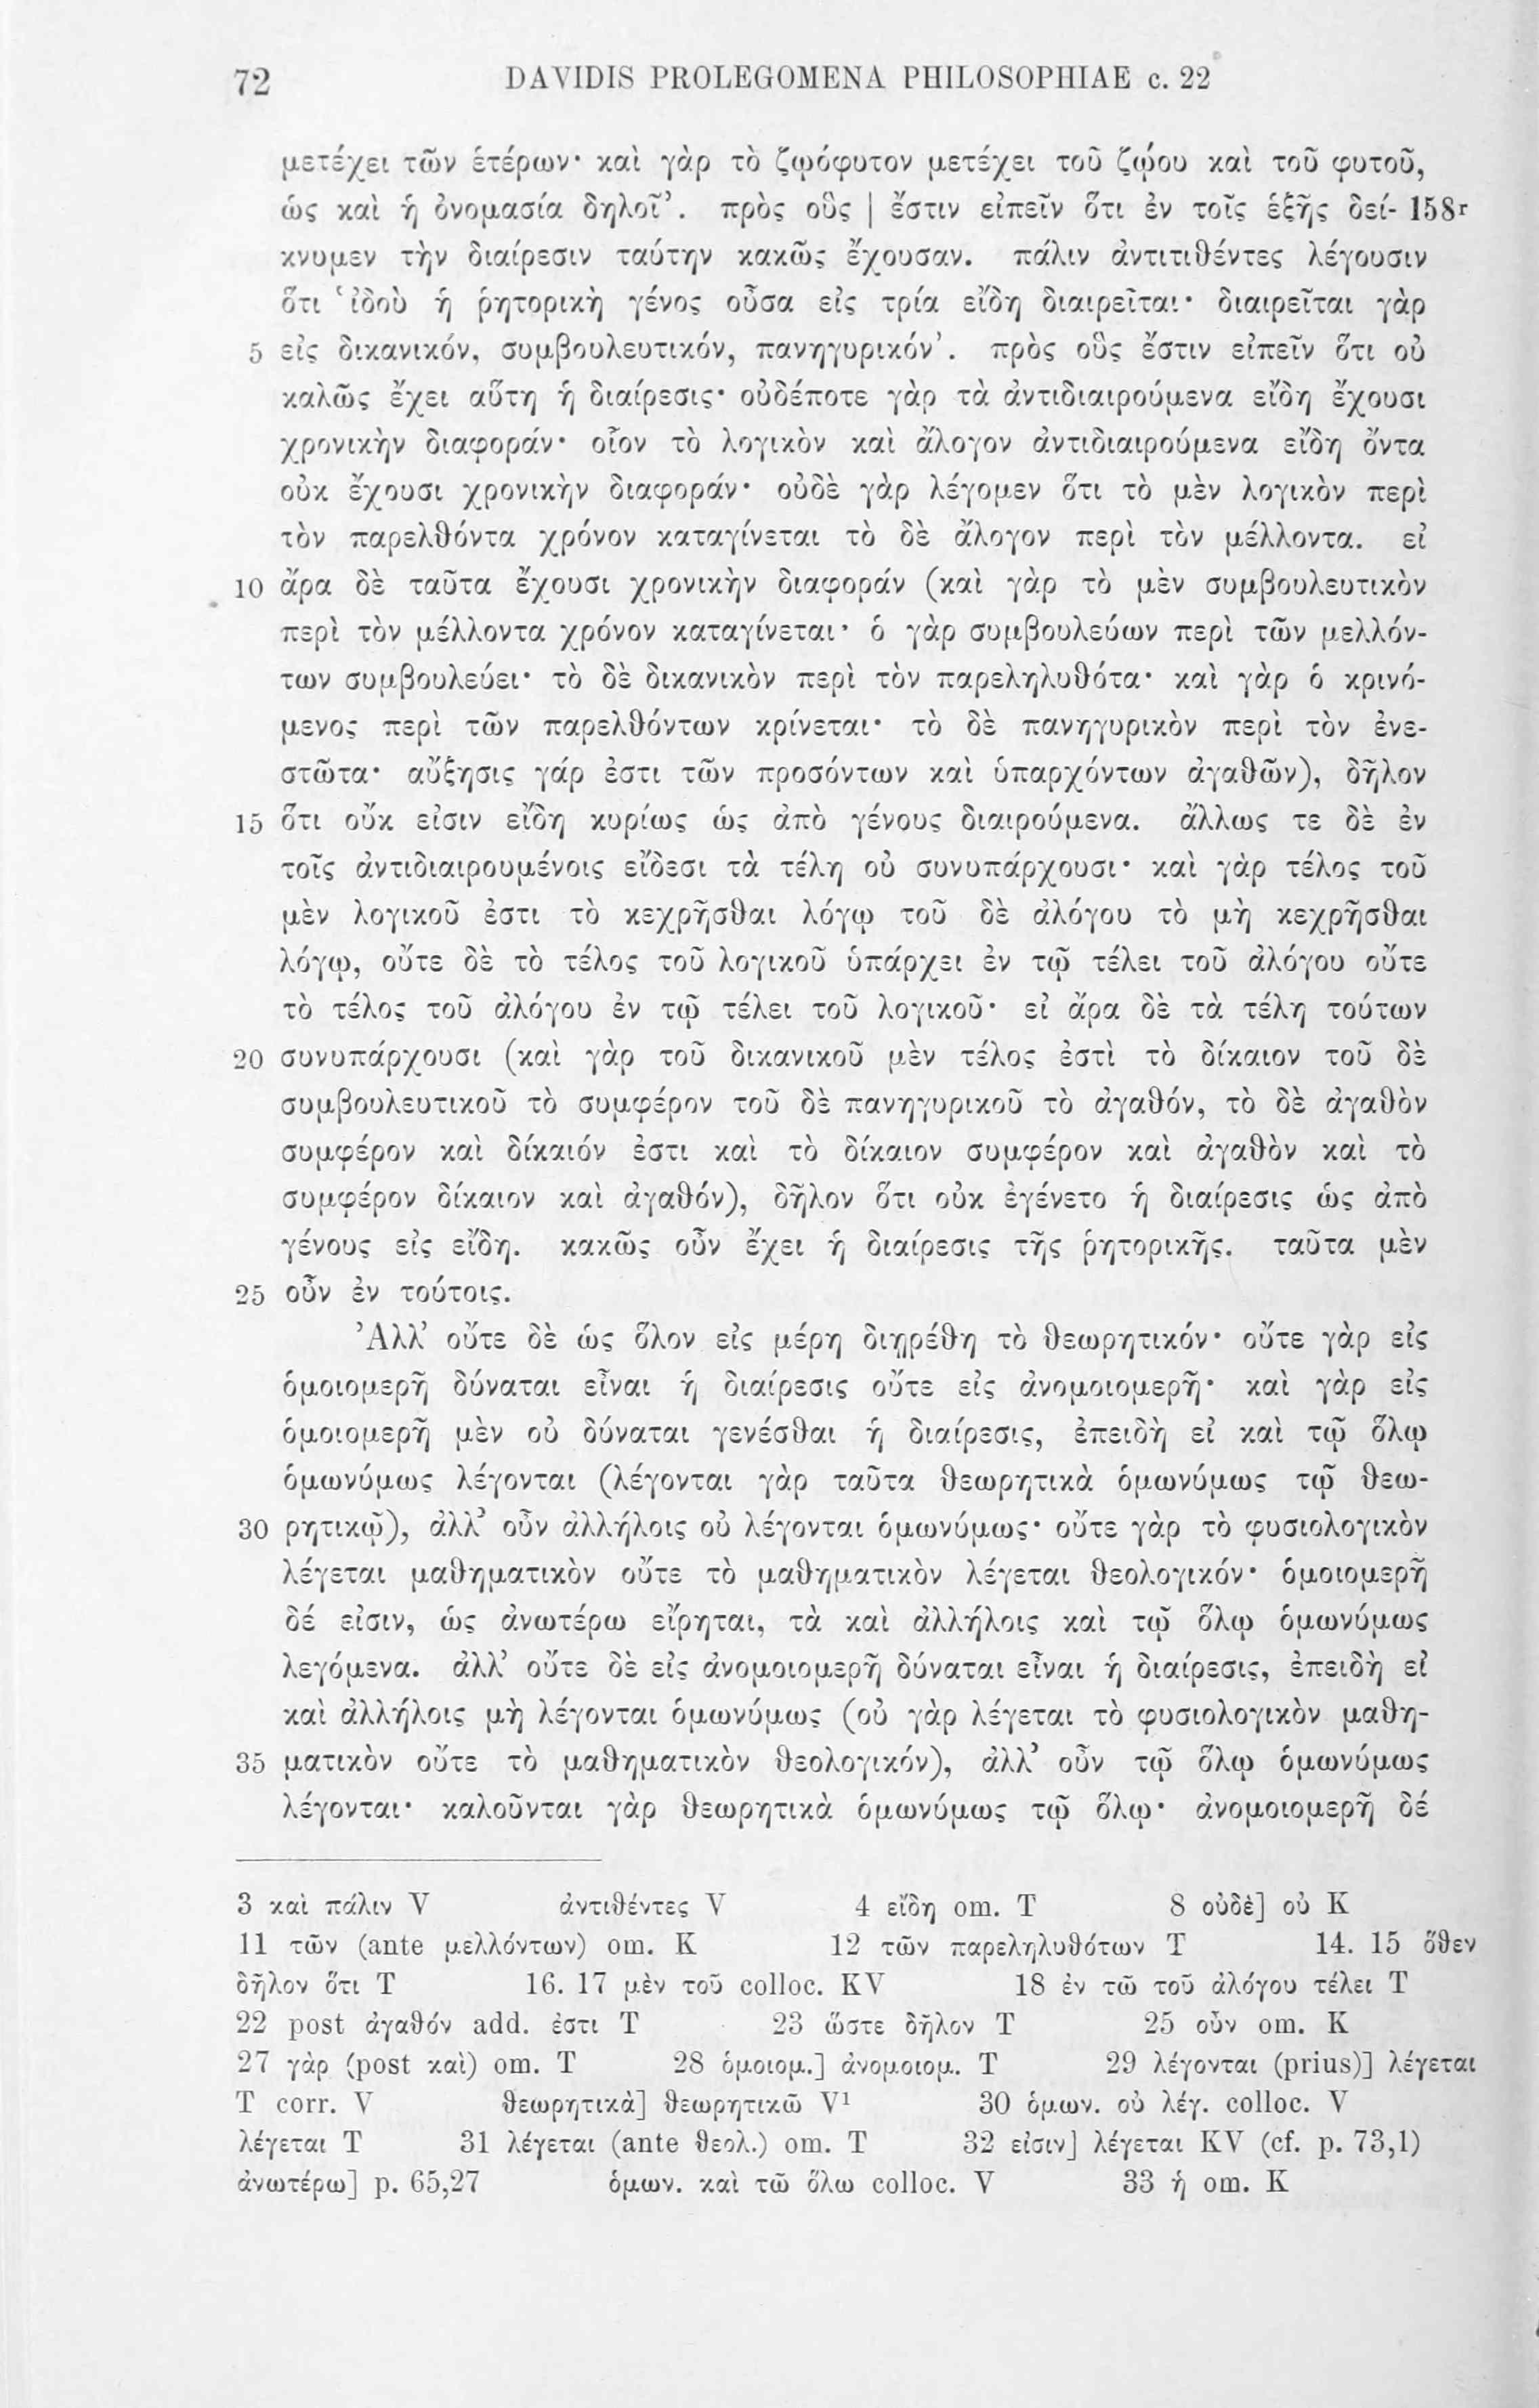 72 DAVIDIS PROLEGOMENA PHILOSOPHIAE c. 22
μετέχει τῶν ἑτέρων· καὶ γὰρ τὸ ζῳόφυτον μετέχει τοῦ ζῴου καὶ τοῦ φυτοῦ,
ὡς καὶ ἡ ὀνομασία δηλοῖ’. πρὸς οὓς | ἔστιν εἰπεῖν ὅτι ἐν τοῖς ἑξῆς δεί- 158r
κνυμεν τὴν διαίρεσιν ταύτην κακῶς ἔχουσαν. πάλιν ἀντιτιθέντες λέγουσιν
ὅτι ‘ἰδοὺ ἡ ῥητορικὴ γένος οὖσα εἰς τρία εἴδη διαιρεῖται· διαιρεῖται γὰρ
5 εἰς δικανικόν, συμβουλευτικόν, πανηγυρικόν’. πρὸς οὓς ἔστιν εἰπεῖν ὅτι οὐ
καλῶς ἔχει αὕτη ἡ διαίρεσις· οὐδέποτε γὰρ τὰ ἀντιδιαιρούμενα εἴδη ἔχουσι
χρονικὴν διαφοράν· οἷον τὸ λογικὸν καὶ ἄλογον ἀντιδιαιρούμενα εἴδη ὄντα
οὐκ ἔχουσι χρονικὴν διαφοράν· οὐδὲ γὰρ λέγομεν ὅτι τὸ μὲν λογικὸν περὶ
τὸν παρελθόντα χρόνον καταγίνεται τὸ δὲ ἄλογον περὶ τὸν μέλλοντα. εἰ
10 ἄρα δὲ ταῦτα ἔχουσι χρονικὴν διαφοράν (καὶ γὰρ τὸ μὲν συμβουλευτικὸν
περὶ τὸν μέλλοντα χρόνον καταγίνεται· ὁ γὰρ συμβουλεύων περὶ τῶν μελλόν-
των συμβουλεύει· τὸ δὲ δικανικὸν περὶ τὸν παρεληλυθότα· καὶ γὰρ ὁ κρινό-
μενος περὶ τῶν παρελθόντων κρίνεται· τὸ δὲ πανηγυρικὸν περὶ τὸν ἐνε-
στῶτα· αὔξησις γάρ ἐστι τῶν προσόντων καὶ ὑπαρχόντων ἀγαθῶν), δῆλον
15 ὅτι οὔκ εἰσιν εἴδη κυρίως ὡς ἀπὸ γένους διαιρούμενα. ἄλλως τε δὲ ἐν
τοῖς ἀντιδιαιρουμένοις εἴδεσι τὰ τέλη οὐ συνυπάρχουσι· καὶ γὰρ τέλος τοῦ
μὲν λογικοῦ ἐστι τὸ κεχρῆσθαι λόγῳ τοῦ δὲ ἀλόγου τὸ μὴ κεχρῆσθαι
λόγῳ, οὔτε δὲ τὸ τέλος τοῦ λογικοῦ ὑπάρχει ἐν τῷ τέλει τοῦ ἀλόγου οὔτε
τὸ τέλος τοῦ ἀλόγου ἐν τῷ τέλει τοῦ λογικοῦ· εἰ ἄρα δὲ τὰ τέλη τούτων
20 συνυπάρχουσι (καὶ γὰρ τοῦ δικανικοῦ μὲν τέλος ἐστὶ τὸ δίκαιον τοῦ δὲ
συμβουλευτικοῦ τὸ συμφέρον τοῦ δὲ πανηγυρικοῦ τὸ ἀγαθόν, τὸ δὲ ἀγαθὸν
συμφέρον καὶ δίκαιόν ἐστι καὶ τὸ δίκαιον συμφέρον καὶ ἀγαθὸν καὶ τὸ
συμφέρον δίκαιον καὶ ἀγαθόν), δῆλον ὅτι οὐκ ἐγένετο ἡ διαίρεσις ὡς ἀπὸ
γένους εἰς εἴδη. κακῶς οὖν ἔχει ἡ διαίρεσις τῆς ῥητορικῆς. ταῦτα μὲν
25 οὖν ἐν τούτοις.
Ἀλλ’ οὔτε δὲ ὡς ὅλον εἰς μέρη διῃρέθη τὸ θεωρητικόν· οὔτε γὰρ εἰς
ὁμοιομερῆ δύναται εἶναι ἡ διαίρεσις οὔτε εἰς ἀνομοιομερῆ· καὶ γὰρ εἰς
ὁμοιομερῆ μὲν οὐ δύναται γενέσθαι ἡ διαίρεσις, ἐπειδὴ εἰ καὶ τῷ ὅλῳ
ὁμωνύμως λέγονται (λέγονται γὰρ ταῦτα θεωρητικὰ ὁμωνύμως τῷ θεω-
30 ρητικῷ), ἀλλ’ οὖν ἀλλήλοις οὐ λέγονται ὁμωνύμως· οὔτε γὰρ τὸ φυσιολογικὸν
λέγεται μαθηματικὸν οὔτε τὸ μαθηματικὸν λέγεται θεολογικόν· ὁμοιομερῆ
δέ εἰσιν, ὡς ἀνωτέρω εἴρηται, τὰ καὶ ἀλλήλοις καὶ τῷ ὅλῳ ὁμωνύμως
λεγόμενα. ἀλλ’ οὔτε δὲ εἰς ἀνομοιομερῆ δύναται εἶναι ἡ διαίρεσις, ἐπειδὴ εἰ
καὶ ἀλλήλοις μὴ λέγονται ὁμωνύμως (οὐ γὰρ λέγεται τὸ φυσιολογικὸν μαθη-
35 ματικὸν οὔτε τὸ μαθηματικὸν θεολογικόν), ἀλλ’ οὖν τῷ ὅλῳ ὁμωνύμως
λέγονται· καλοῦνται γὰρ θεωρητικὰ ὁμωνύμως τῷ ὅλῳ· ἀνομοιομερῆ δέ
3 καὶ πάλιν V ἀντιθέντες V 4 εἴδη om. T 8 οὐδὲ] οὐ K
11 τῶν (ante μελλόντων) om. K 12 τῶν παρεληλυθότων T 14. 15 ὅθεν
δῆλον ὅτι T 16. 17 μὲν τοῦ colloc. KV 18 ἐν τῶ τοῦ ἀλόγου τέλει T
22 post ἀγαθόν add. ἐστι T 23 ὥστε δῆλον T 25 οὖν om. K
27 γὰρ (post καὶ) om. T 28 ὁμοιομ.] ἀνομοιομ. T 29 λέγονται (prius)] λέγεται
T corr. V θεωρητικὰ] θεωρητικῶ V¹ 30 ὁμων. οὐ λέγ. colloc. V
λέγεται T 31 λέγεται (ante θεολ.) om. T 32 εἰσιν] λέγεται KV (cf. p. 73,1)
ἀνωτέρω] p. 65,27 ὁμων. καὶ τῶ ὅλω colloc. V 33 ἡ om. K